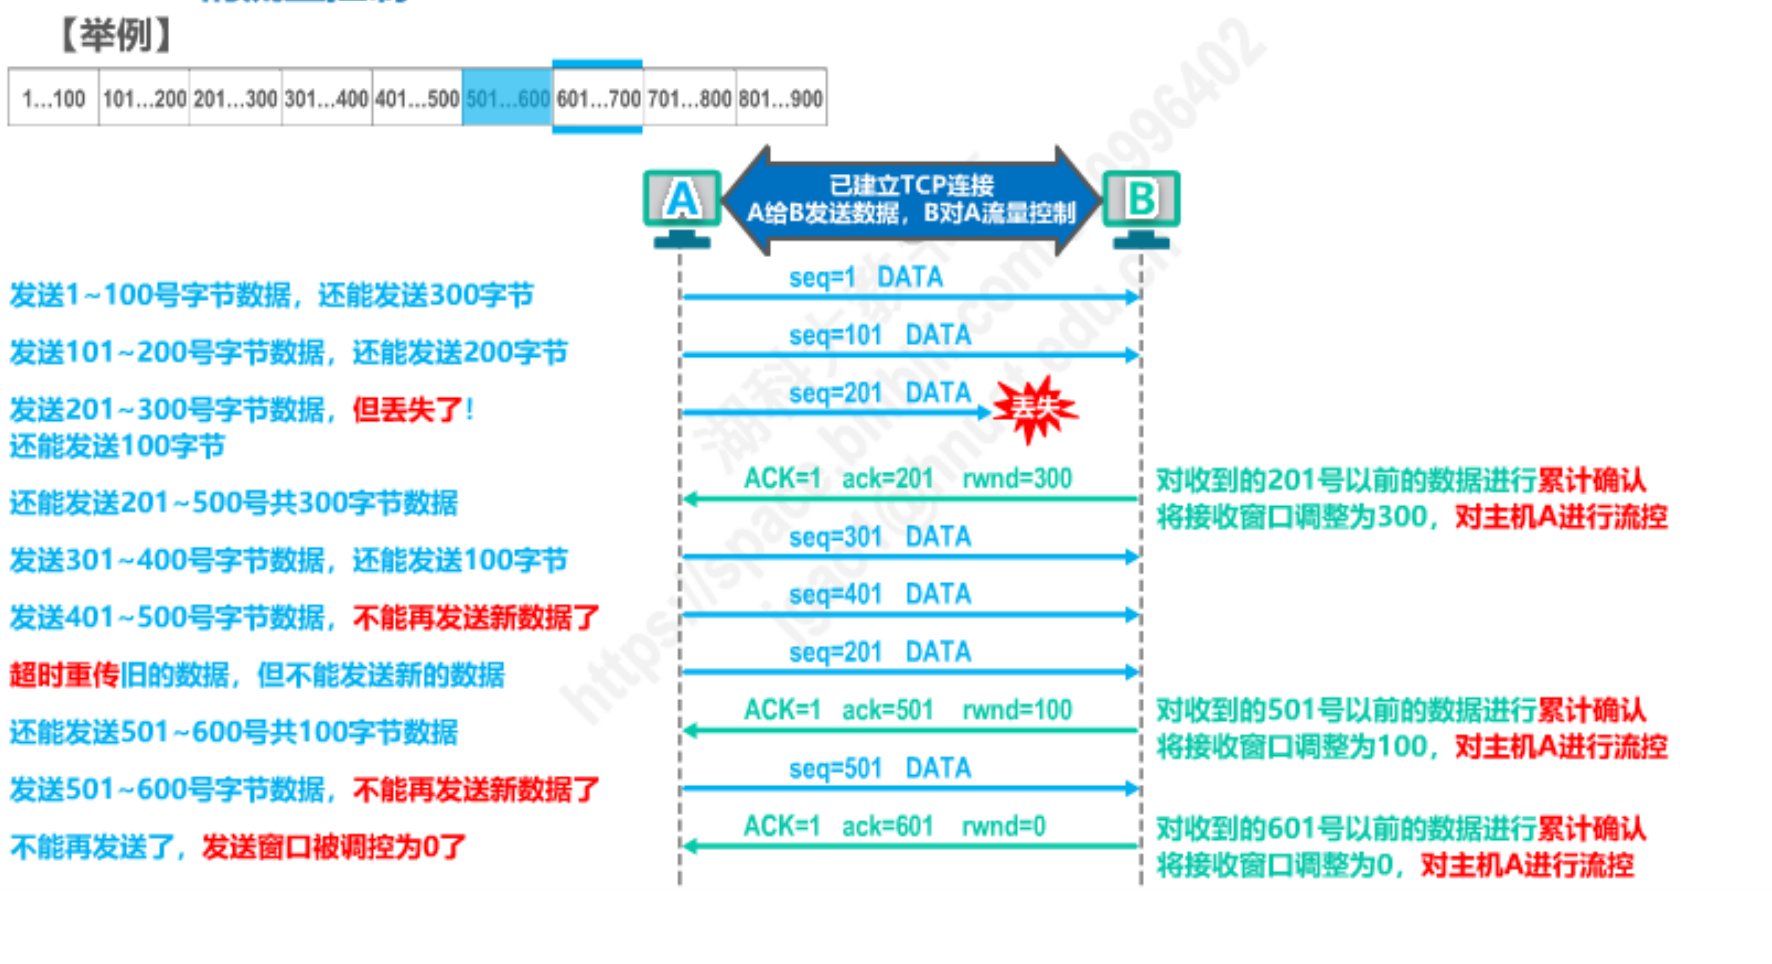 【举例】
1...100 101...200 201...300 301...400 401...500 501...600 601...700 701...800 801...900
A
已建立TCP连接
A给B发送数据，B对A流量控制
B
seq=1 DATA
发送1~100号字节数据，还能发送300字节
seq=101 DATA
发送101~200号字节数据，还能发送200字节
seq=201 DATA
丢失
发送201~300号字节数据，但丢失了！
还能发送100字节
ACK=1 ack=201 rwnd=300
对收到的201号以前的数据进行累计确认
将接收窗口调整为300，对主机A进行流控
还能发送201~500号共300字节数据
seq=301 DATA
发送301~400号字节数据，还能发送100字节
seq=401 DATA
发送401~500号字节数据，不能再发送新数据了
seq=201 DATA
超时重传旧的数据，但不能发送新的数据
ACK=1 ack=501 rwnd=100
对收到的501号以前的数据进行累计确认
将接收窗口调整为100，对主机A进行流控
还能发送501~600号共100字节数据
seq=501 DATA
发送501~600号字节数据，不能再发送新数据了
ACK=1 ack=601 rwnd=0
对收到的601号以前的数据进行累计确认
将接收窗口调整为0，对主机A进行流控
不能再发送了，发送窗口被调控为0了